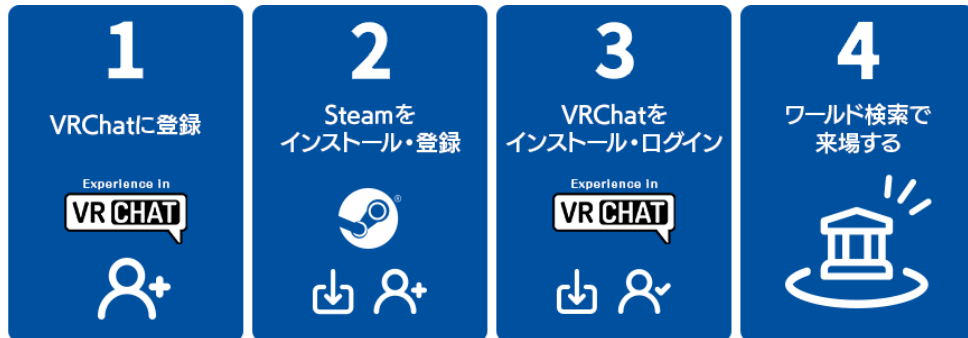 1
VRChatに登録
Experience in
VR CHAT
2
Steamを
インストール・登録
®
3
VRChatを
インストール・ログイン
Experience in
VR CHAT
4
ワールド検索で
来場する